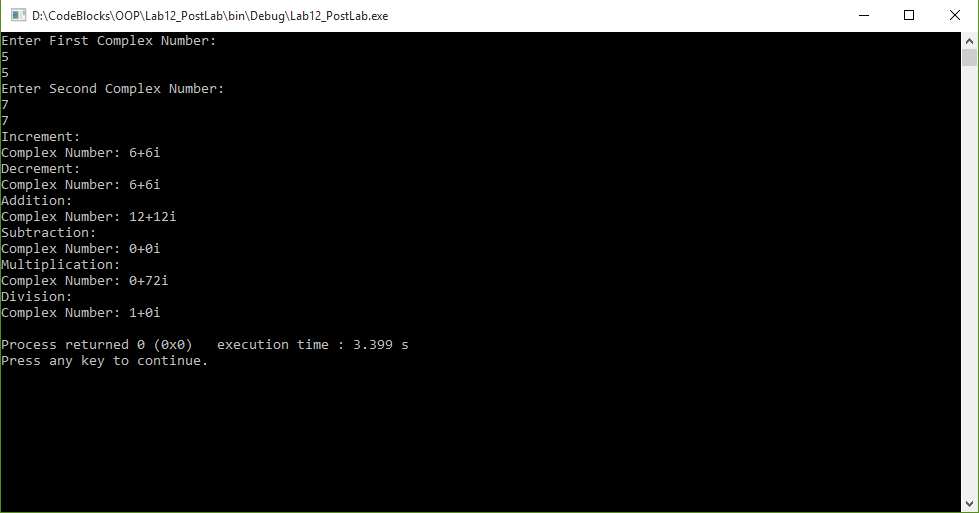 D:\CodeBlocks\OOP\Lab12_PostLab\bin\Debug\Lab12_PostLab.exe
Enter First Complex Number:
5
5
Enter Second Complex Number:
7
7
Increment:
Complex Number: 6+6i
Decrement:
Complex Number: 6+6i
Addition:
Complex Number: 12+12i
Subtraction:
Complex Number: 0+0i
Multiplication:
Complex Number: 0+72i
Division:
Complex Number: 1+0i
Process returned 0 (0x0)   execution time : 3.399 s
Press any key to continue.